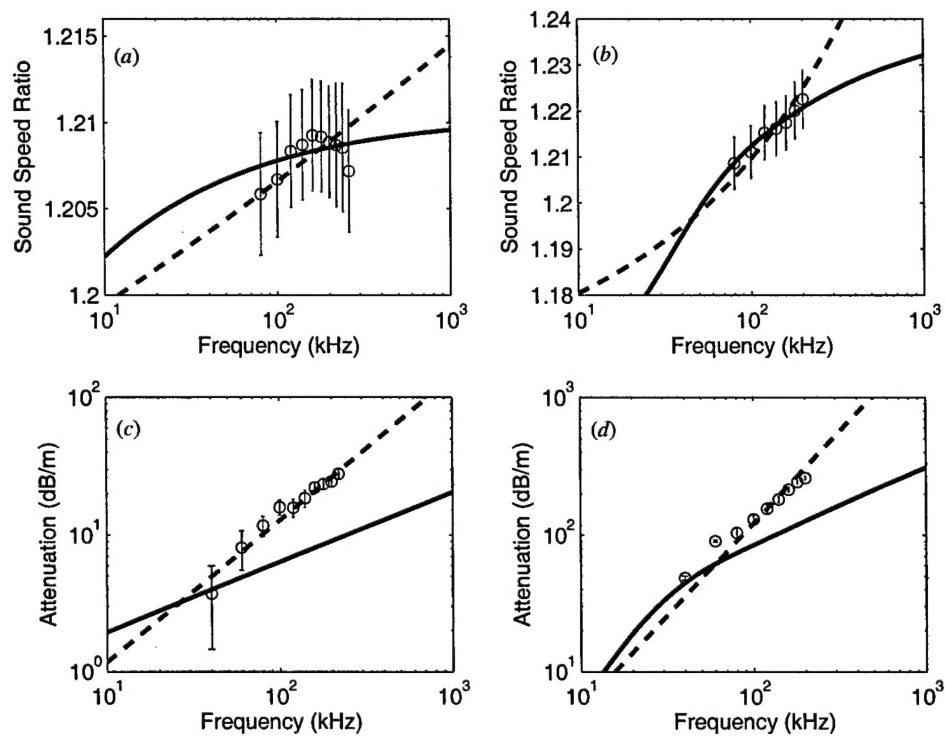 (a)
Sound Speed Ratio
1.215
1.21
1.205
1.2
10^1 10^2 10^3
Frequency (kHz)
(b)
Sound Speed Ratio
1.24
1.23
1.22
1.21
1.2
1.19
1.18
10^1 10^2 10^3
Frequency (kHz)
(c)
Attenuation (dB/m)
10^2
10^1
10^0
10^1 10^2 10^3
Frequency (kHz)
(d)
Attenuation (dB/m)
10^3
10^2
10^1
10^1 10^2 10^3
Frequency (kHz)